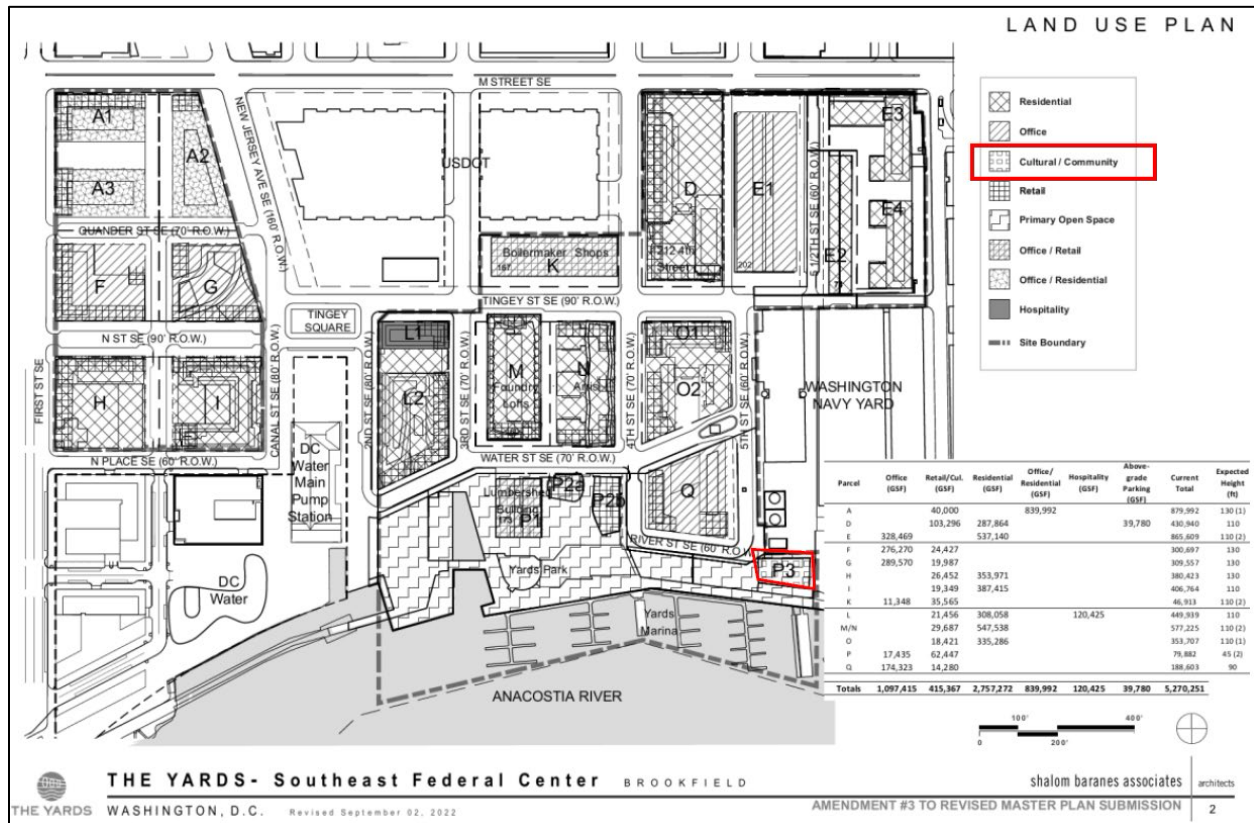 LAND USE PLAN
M STREET SE
A1
A2
A3
NEW JERSEY AVE SE (160' R.O.W.)
USDOT
D
E1
E3
E4
E2
5 1/2TH ST SE (60' R.O.W.)
QUANDER ST SE (70' R.O.W.)
Boilermaker Shops
K
212 4th
Street
202
F
G
TINGEY ST SE (90' R.O.W.)
TINGEY
SQUARE
N ST SE (90' R.O.W.)
L1
L2
M
Foundry
Lofts
N
O1
O2
FIRST ST SE
H
I
CANAL ST SE (80' R.O.W.)
2ND ST SE (80' R.O.W.)
3RD ST SE (70' R.O.W.)
4TH ST SE (70' R.O.W.)
5TH ST SE (60' R.O.W.)
WASHINGTON
NAVY YARD
N PLACE SE (60' R.O.W.)
WATER ST SE (70' R.O.W.)
DC
Water
Main
Pump
Station
Lumbershed
Building
P1
P2a
P2b
Q
RIVER ST SE (60' R.O.W.)
P3
Yards Park
DC
Water
Yards
Marina
ANACOSTIA RIVER
Residential
Office
Cultural / Community
Retail
Primary Open Space
Office / Retail
Office / Residential
Hospitality
Site Boundary
Parcel Office (GSF) Retail/Cul. (GSF) Residential (GSF) Office/ Residential (GSF) Hospitality (GSF) Above-grade Parking (GSF) Current Total Expected Height (ft)
A 40,000 839,992 879,992 130 (1)
D 103,296 287,864 39,780 430,940 110
E 328,469 537,140 865,609 110 (2)
F 276,270 24,427 300,697 130
G 289,570 19,987 309,557 130
H 26,452 353,971 380,423 130
I 19,349 387,415 406,764 110
K 11,348 35,565 46,913 110 (2)
L 21,456 308,058 120,425 449,939 110
M/N 29,687 547,538 577,225 110 (2)
O 18,421 335,286 353,707 110 (1)
P 17,435 62,447 79,882 45 (2)
Q 174,323 14,280 188,603 90
Totals 1,097,415 415,367 2,757,272 839,992 120,425 39,780 5,270,251
100' 400'
0 200'
THE YARDS
THE YARDS- Southeast Federal Center BROOKFIELD
WASHINGTON, D.C. Revised September 02, 2022
shalom baranes associates architects
AMENDMENT #3 TO REVISED MASTER PLAN SUBMISSION 2